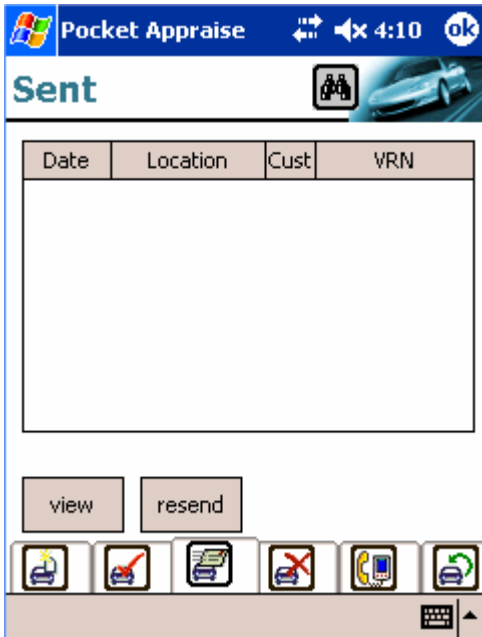 Pocket Appraise 4:10 ok
Sent
Date Location Cust VRN
view resend